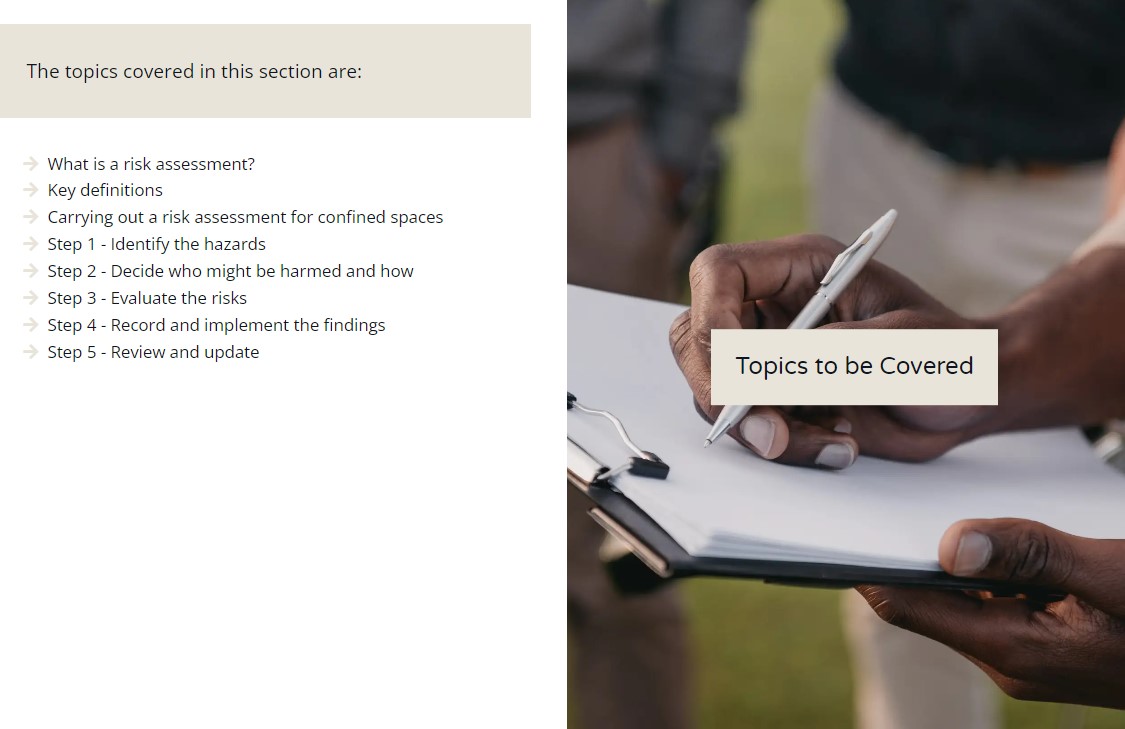 The topics covered in this section are:
What is a risk assessment?
Key definitions
Carrying out a risk assessment for confined spaces
Step 1 - Identify the hazards
Step 2 - Decide who might be harmed and how
Step 3 - Evaluate the risks
Step 4 - Record and implement the findings
Step 5 - Review and update
Topics to be Covered